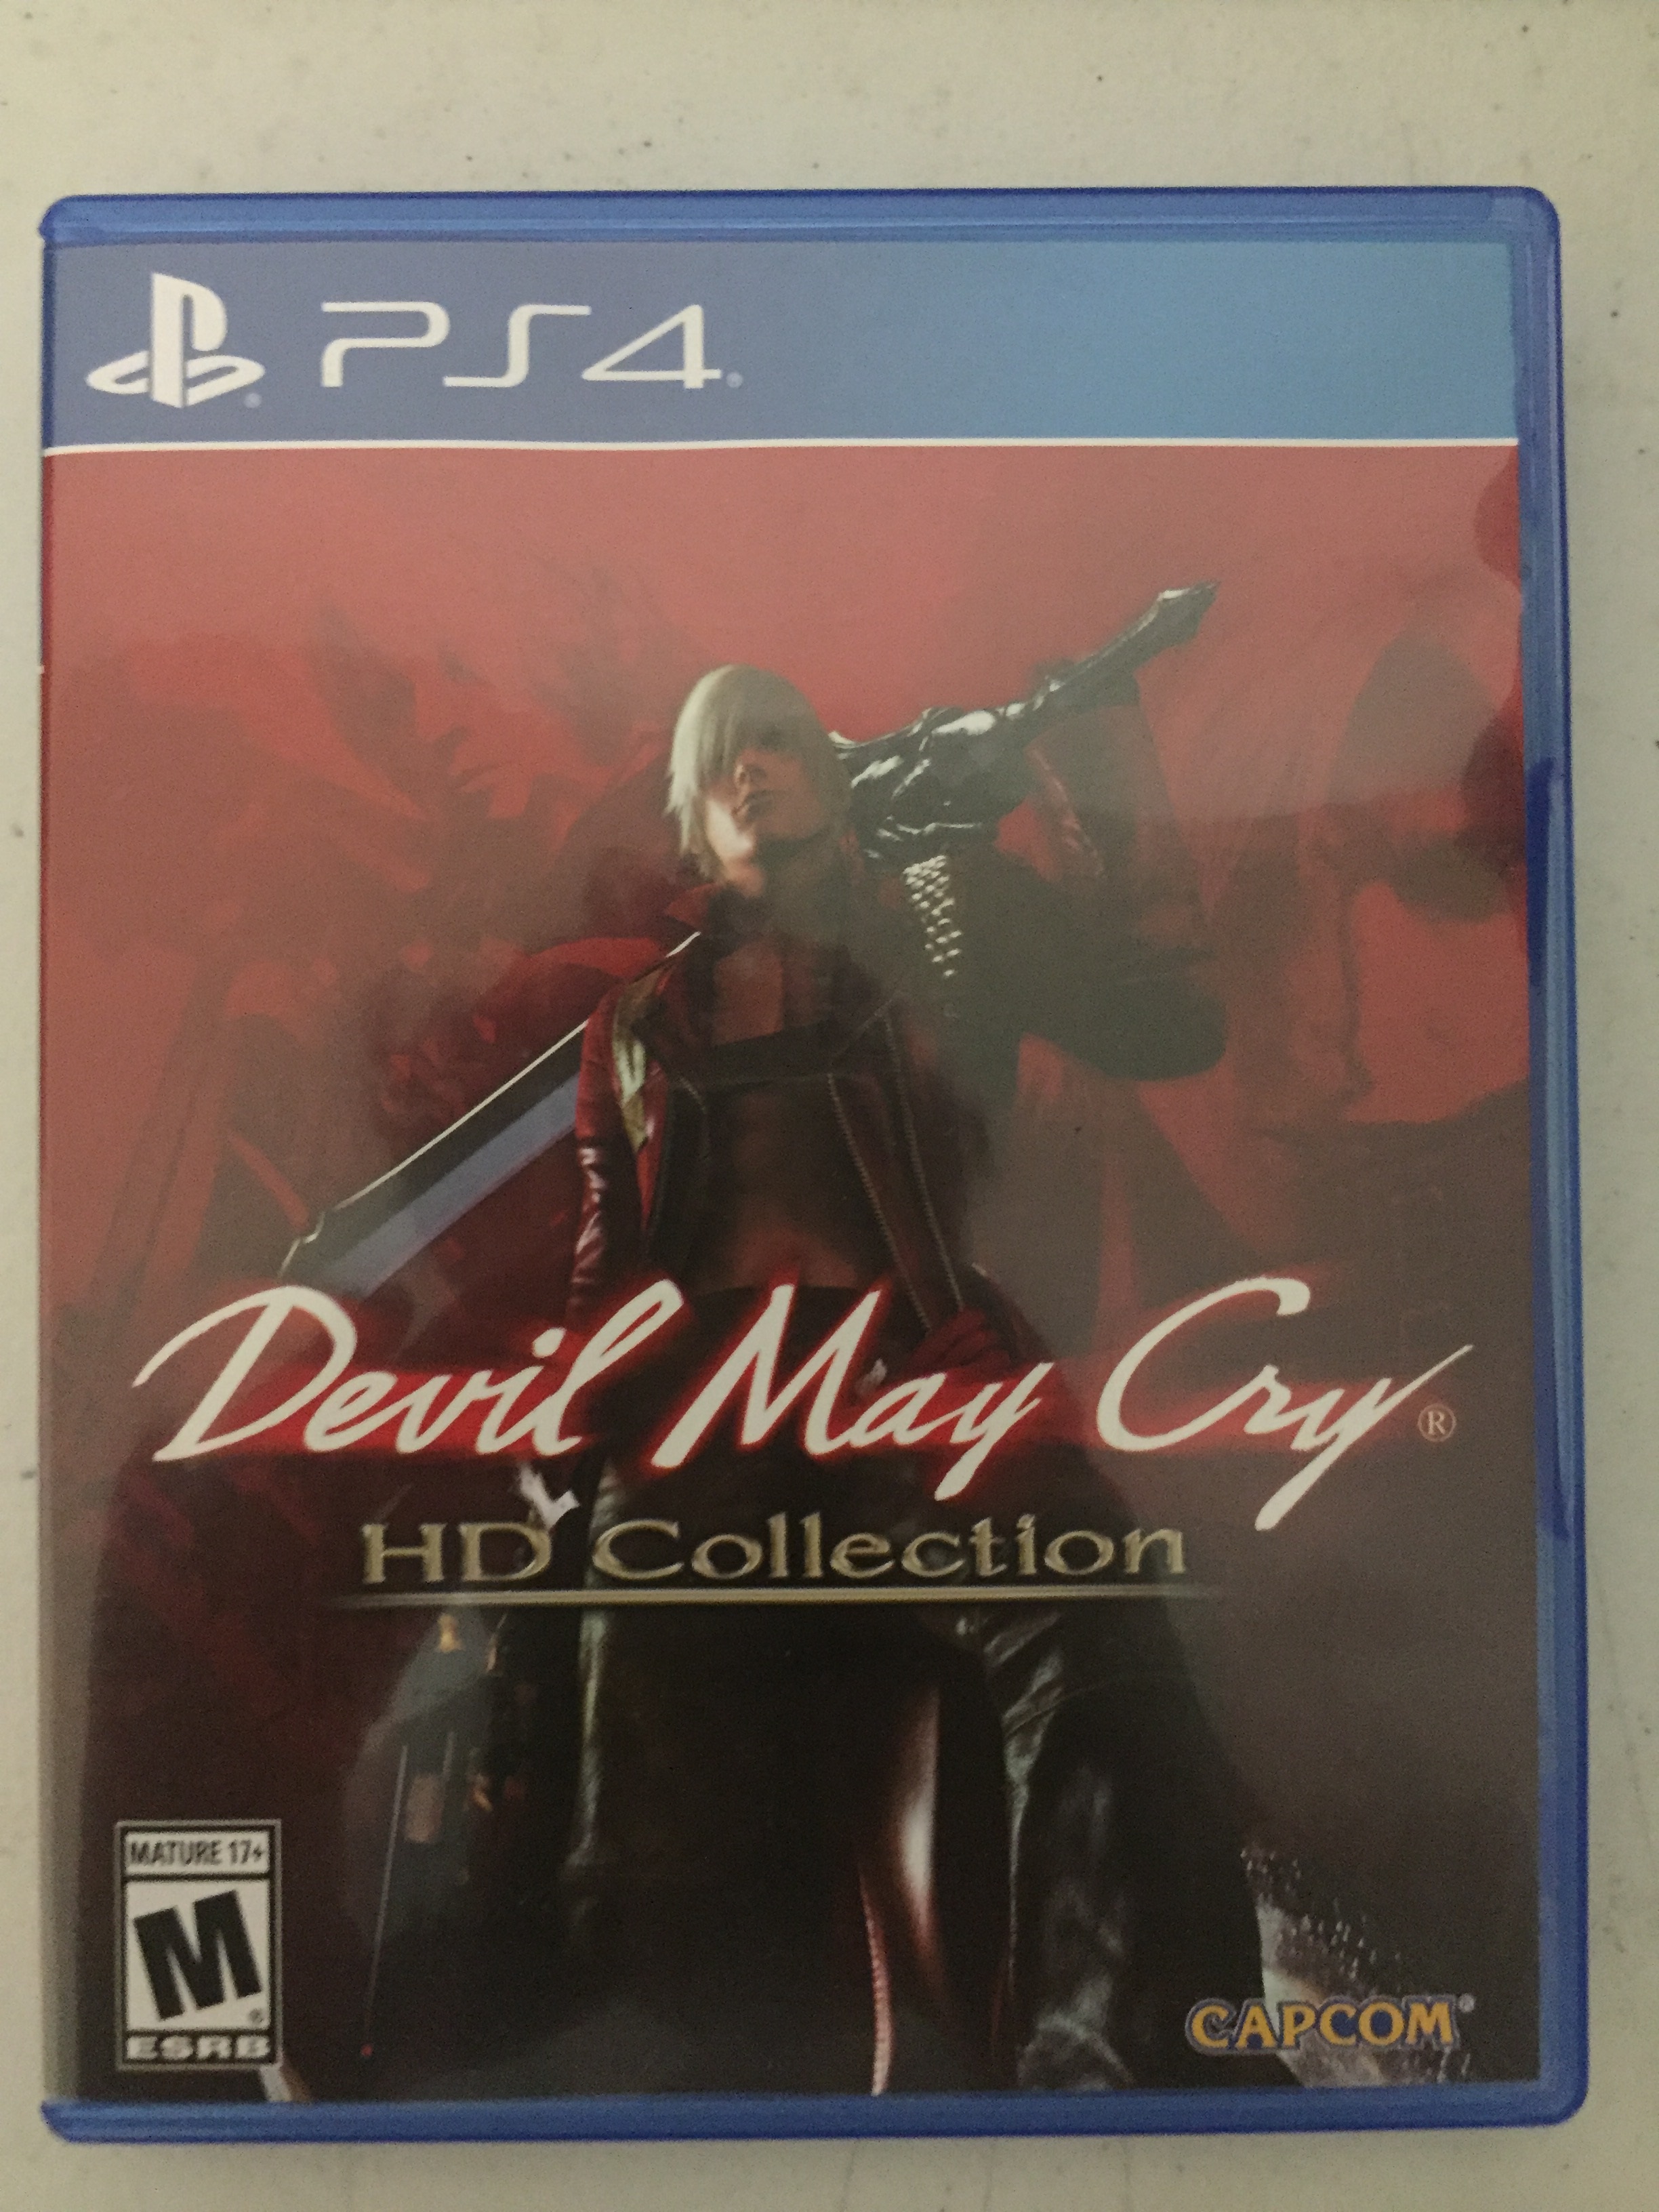 PS4
Devil May Cry®
HD Collection
MATURE 17+
M
ESRB
CAPCOM®